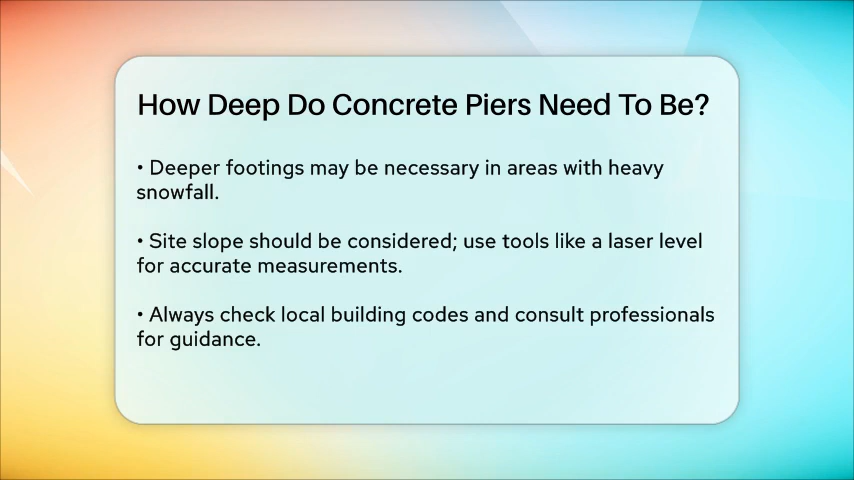 How Deep Do Concrete Piers Need To Be?
• Deeper footings may be necessary in areas with heavy
snowfall.
• Site slope should be considered; use tools like a laser level
for accurate measurements.
• Always check local building codes and consult professionals
for guidance.